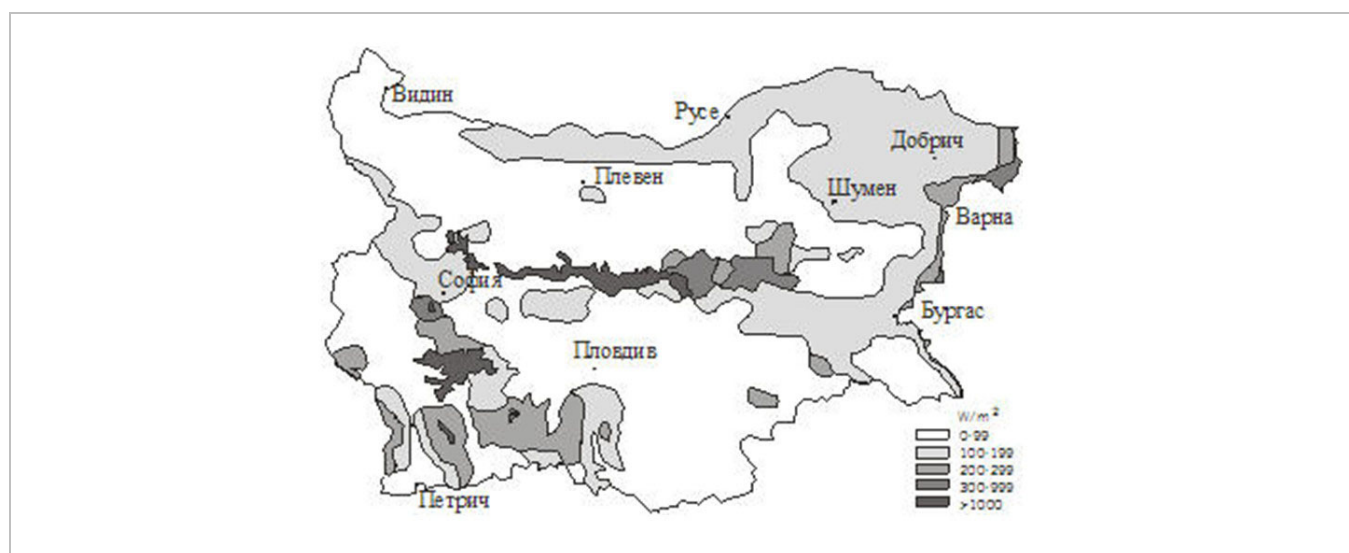 Видин
Русе
Добрич
Плевен
Шумен
Варна
София
Бургас
Пловдив
W/m²
0-99
100-199
200-299
300-999
>1000
Петрич